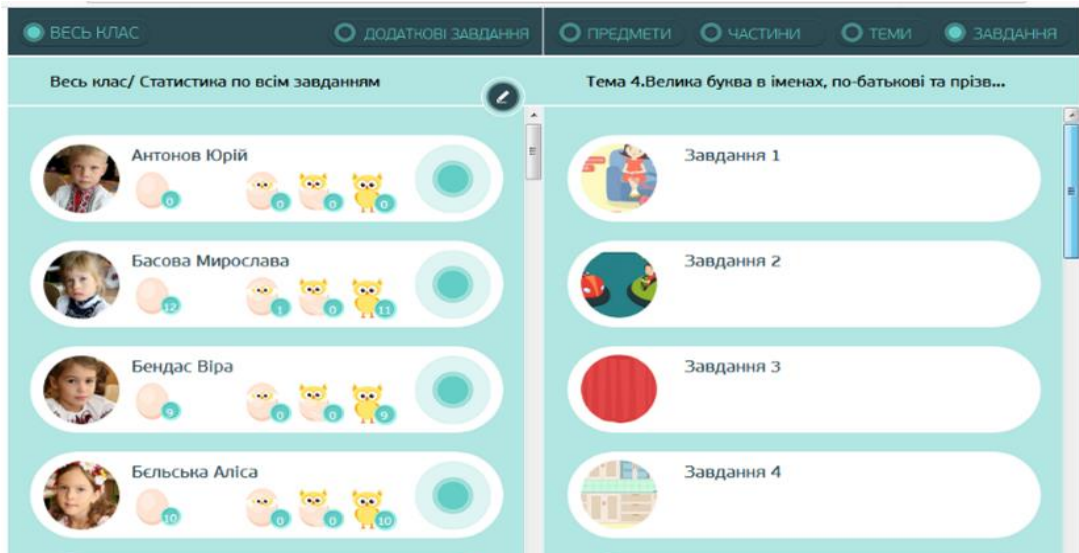 ВЕСЬ КЛАС
ДОДАТКОВІ ЗАВДАННЯ
ПРЕДМЕТИ
ЧАСТИНИ
ТЕМИ
ЗАВДАННЯ
Весь клас/ Статистика по всім завданням
Тема 4.Велика буква в іменах, по-батькові та прізв...
Антонов Юрій
0 0 0 0
Басова Мирослава
12 1 0 11
Бендас Віра
9 0 0 9
Бєльська Аліса
10 0 0 10
Завдання 1
Завдання 2
Завдання 3
Завдання 4